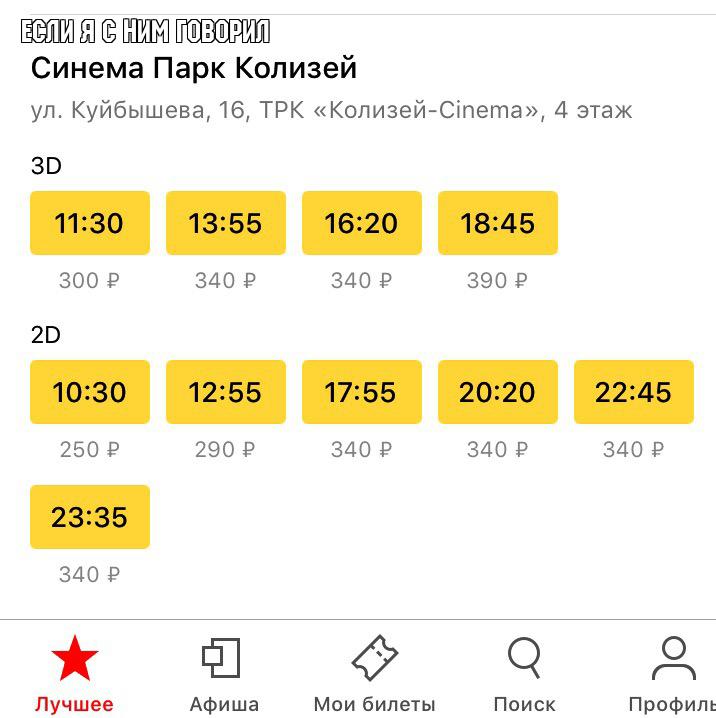 ЕСЛИ Я С НИМ ГОВОРИЛ
Синема Парк Колизей
ул. Куйбышева, 16, ТРК «Колизей-Cinema», 4 этаж
3D
11:30 13:55 16:20 18:45
300 ₽ 340 ₽ 340 ₽ 390 ₽
2D
10:30 12:55 17:55 20:20 22:45
250 ₽ 290 ₽ 340 ₽ 340 ₽ 340 ₽
23:35
340 ₽
Лучшее Афиша Мои билеты Поиск Профиль